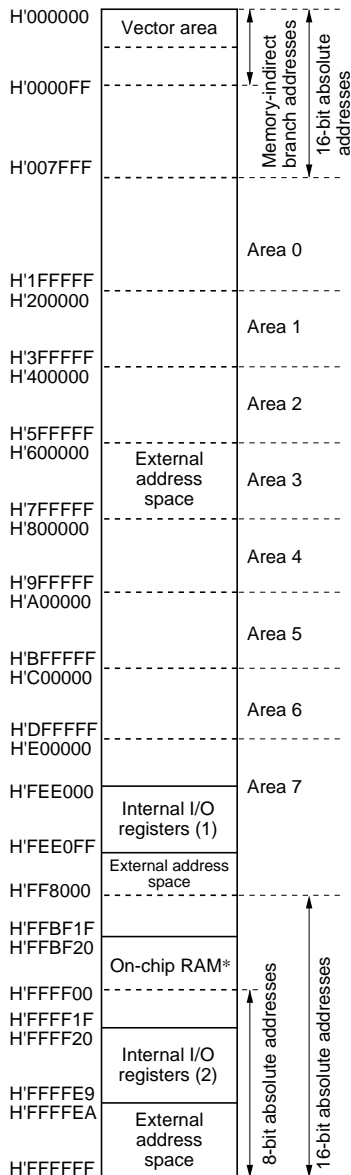 H'000000
Vector area
H'0000FF
Memory-indirect
branch addresses
16-bit absolute
addresses
H'007FFF
Area 0
H'1FFFFF
H'200000
Area 1
H'3FFFFF
H'400000
Area 2
H'5FFFFF
H'600000
External
address
space
Area 3
H'7FFFFF
H'800000
Area 4
H'9FFFFF
H'A00000
Area 5
H'BFFFFF
H'C00000
Area 6
H'DFFFFF
H'E00000
Area 7
H'FEE000
Internal I/O
registers (1)
H'FEE0FF
External address
space
H'FF8000
H'FFBF1F
H'FFBF20
On-chip RAM*
H'FFFF00
H'FFFF1F
H'FFFF20
Internal I/O
registers (2)
8-bit absolute addresses
16-bit absolute addresses
H'FFFFE9
H'FFFFEA
External
address
space
H'FFFFFF